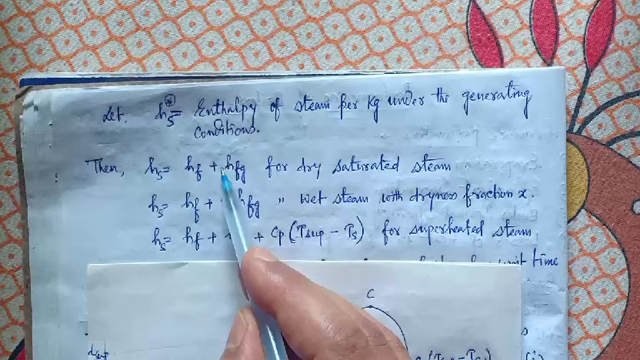 Let. hs = Enthalpy of steam per kg under the generating
conditions.
Then, hs = hf + hfg for dry saturated steam
hs = hf + hfg " wet steam with dryness fraction x.
hs = hf + + Cp (Tsup - Ts) for superheated steam
time
C